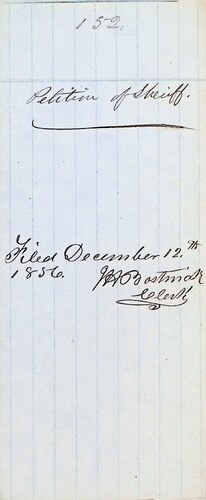 152.
Petition of Sheriff.
Filed December 12th
1856. Bostwick
Clerk